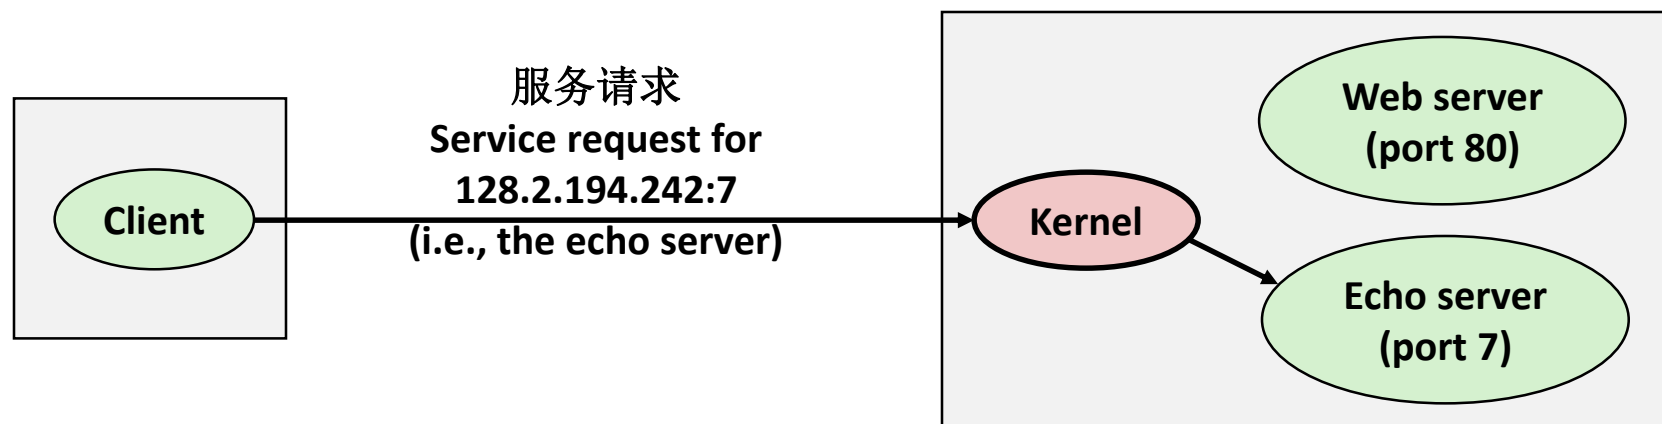 服务请求
Service request for
128.2.194.242:7
(i.e., the echo server)
Client
Kernel
Web server
(port 80)
Echo server
(port 7)